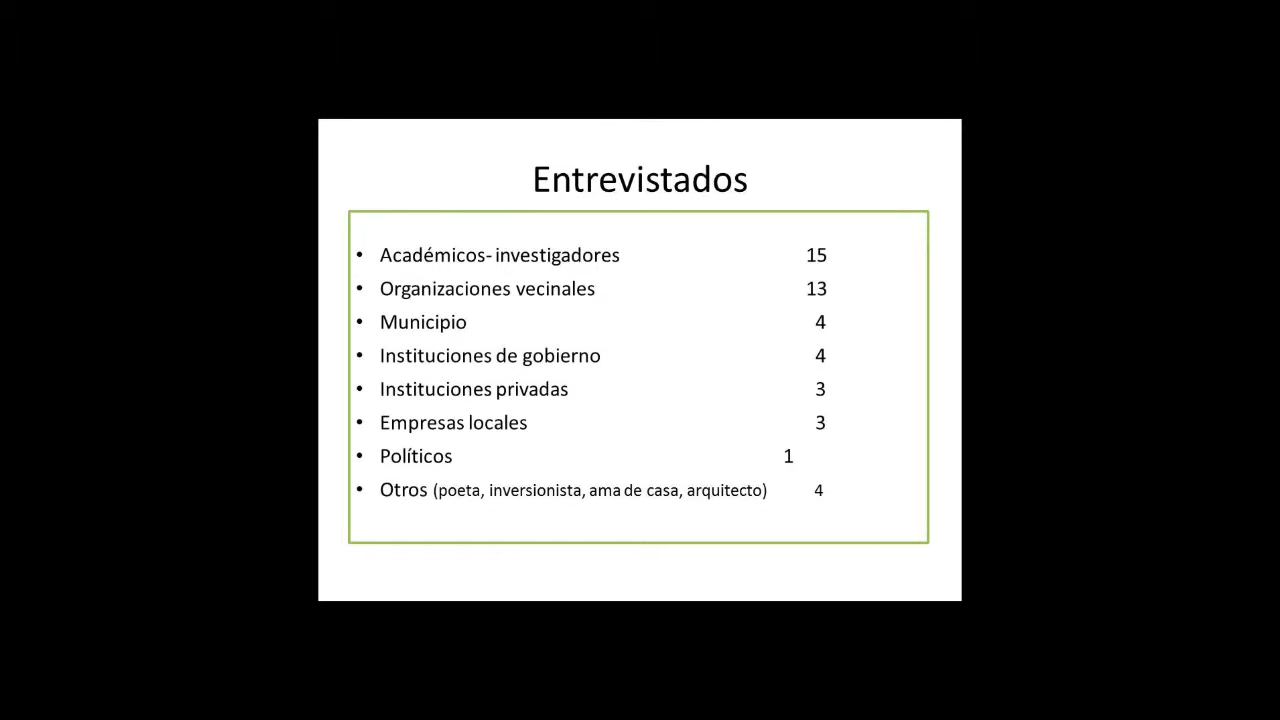 Entrevistados
• Académicos- investigadores 15
• Organizaciones vecinales 13
• Municipio 4
• Instituciones de gobierno 4
• Instituciones privadas 3
• Empresas locales 3
• Políticos 1
• Otros (poeta, inversionista, ama de casa, arquitecto) 4